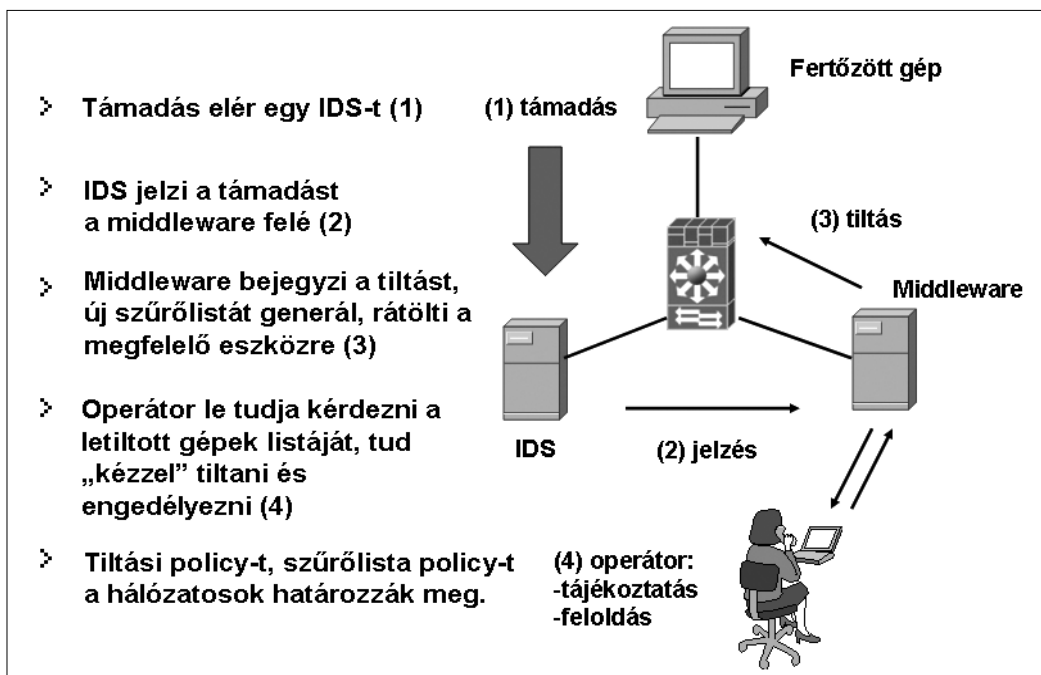 Támadás elér egy IDS-t (1)
IDS jelzi a támadást
a middleware felé (2)
Middleware bejegyzi a tiltást,
új szűrőlistát generál, rátölti a
megfelelő eszközre (3)
Operátor le tudja kérdezni a
letiltott gépek listáját, tud
„kézzel” tiltani és
engedélyezni (4)
Tiltási policy-t, szűrőlista policy-t
a hálózatosok határozzák meg.
(1) támadás
Fertőzött gép
(3) tiltás
Middleware
IDS
(2) jelzés
(4) operátor:
-tájékoztatás
-feloldás